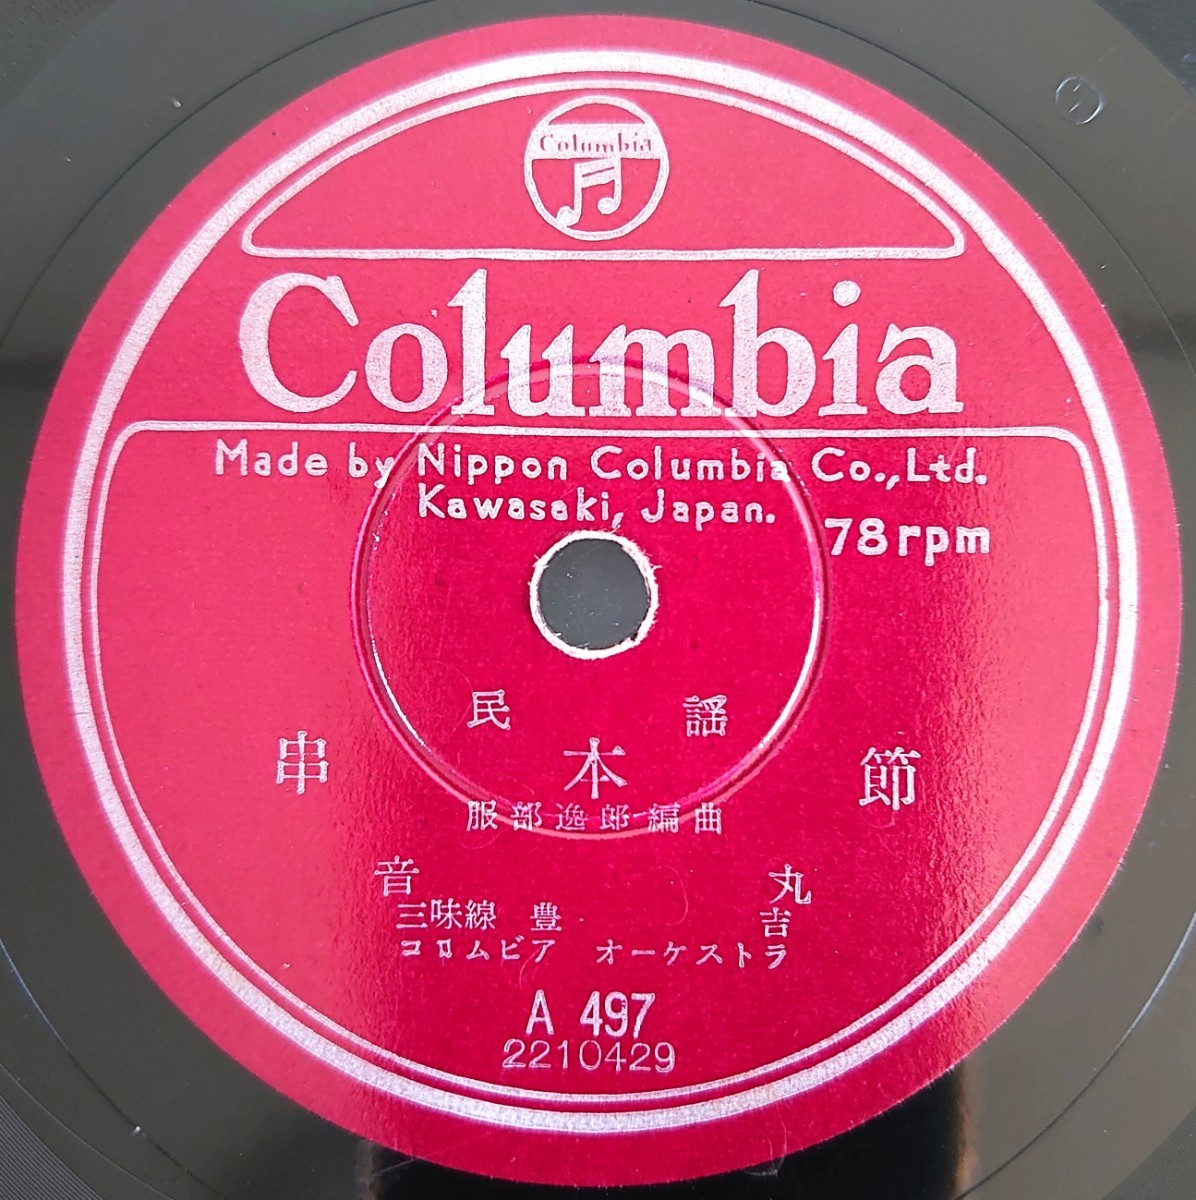 Columbia
Columbia
Made by Nippon Columbia Co., Ltd.
Kawasaki, Japan.
78rpm
民謡
串本節
服部逸郎編曲
音丸
三味線 豊吉
コロムビア オーケストラ
A 497
2210429